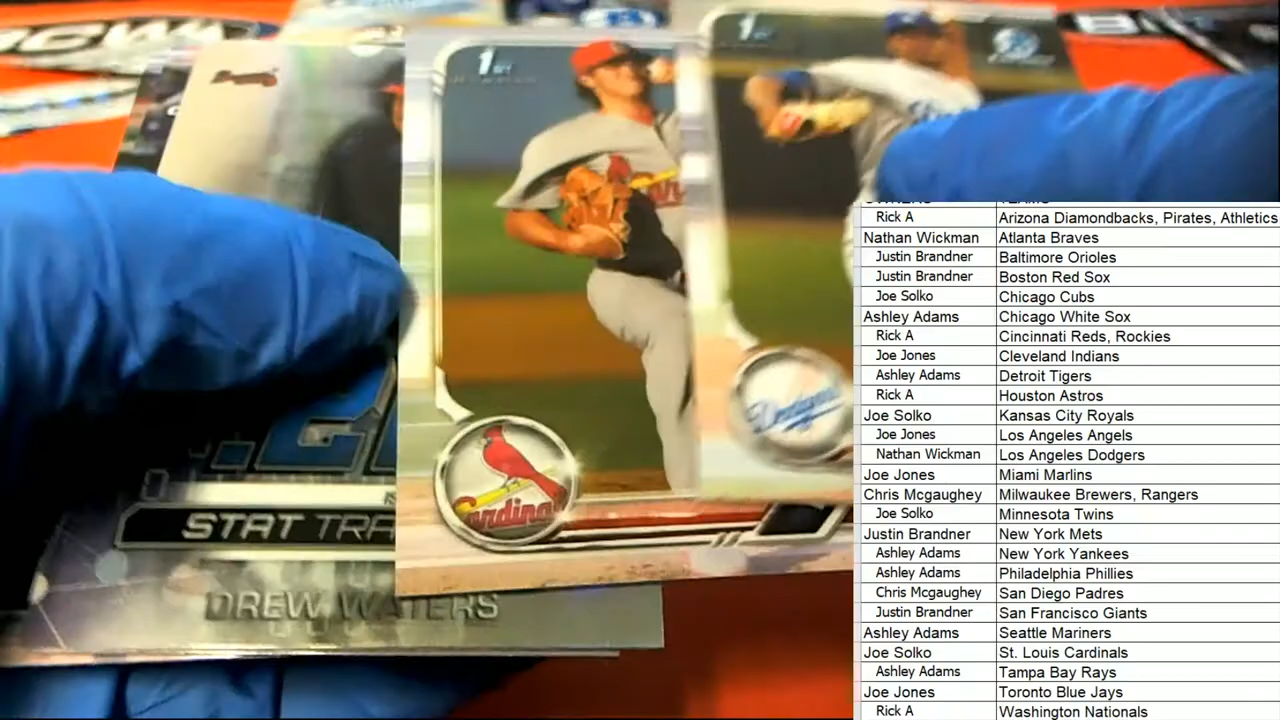 1ST
1ST
Braves
Cardinals
Dodgers
STAT TRA
DREW WATERS
Rick A Arizona Diamondbacks, Pirates, Athletics
Nathan Wickman Atlanta Braves
Justin Brandner Baltimore Orioles
Justin Brandner Boston Red Sox
Joe Solko Chicago Cubs
Ashley Adams Chicago White Sox
Rick A Cincinnati Reds, Rockies
Joe Jones Cleveland Indians
Ashley Adams Detroit Tigers
Rick A Houston Astros
Joe Solko Kansas City Royals
Joe Jones Los Angeles Angels
Nathan Wickman Los Angeles Dodgers
Joe Jones Miami Marlins
Chris Mcgaughey Milwaukee Brewers, Rangers
Joe Solko Minnesota Twins
Justin Brandner New York Mets
Ashley Adams New York Yankees
Ashley Adams Philadelphia Phillies
Chris Mcgaughey San Diego Padres
Justin Brandner San Francisco Giants
Ashley Adams Seattle Mariners
Joe Solko St. Louis Cardinals
Ashley Adams Tampa Bay Rays
Joe Jones Toronto Blue Jays
Rick A Washington Nationals